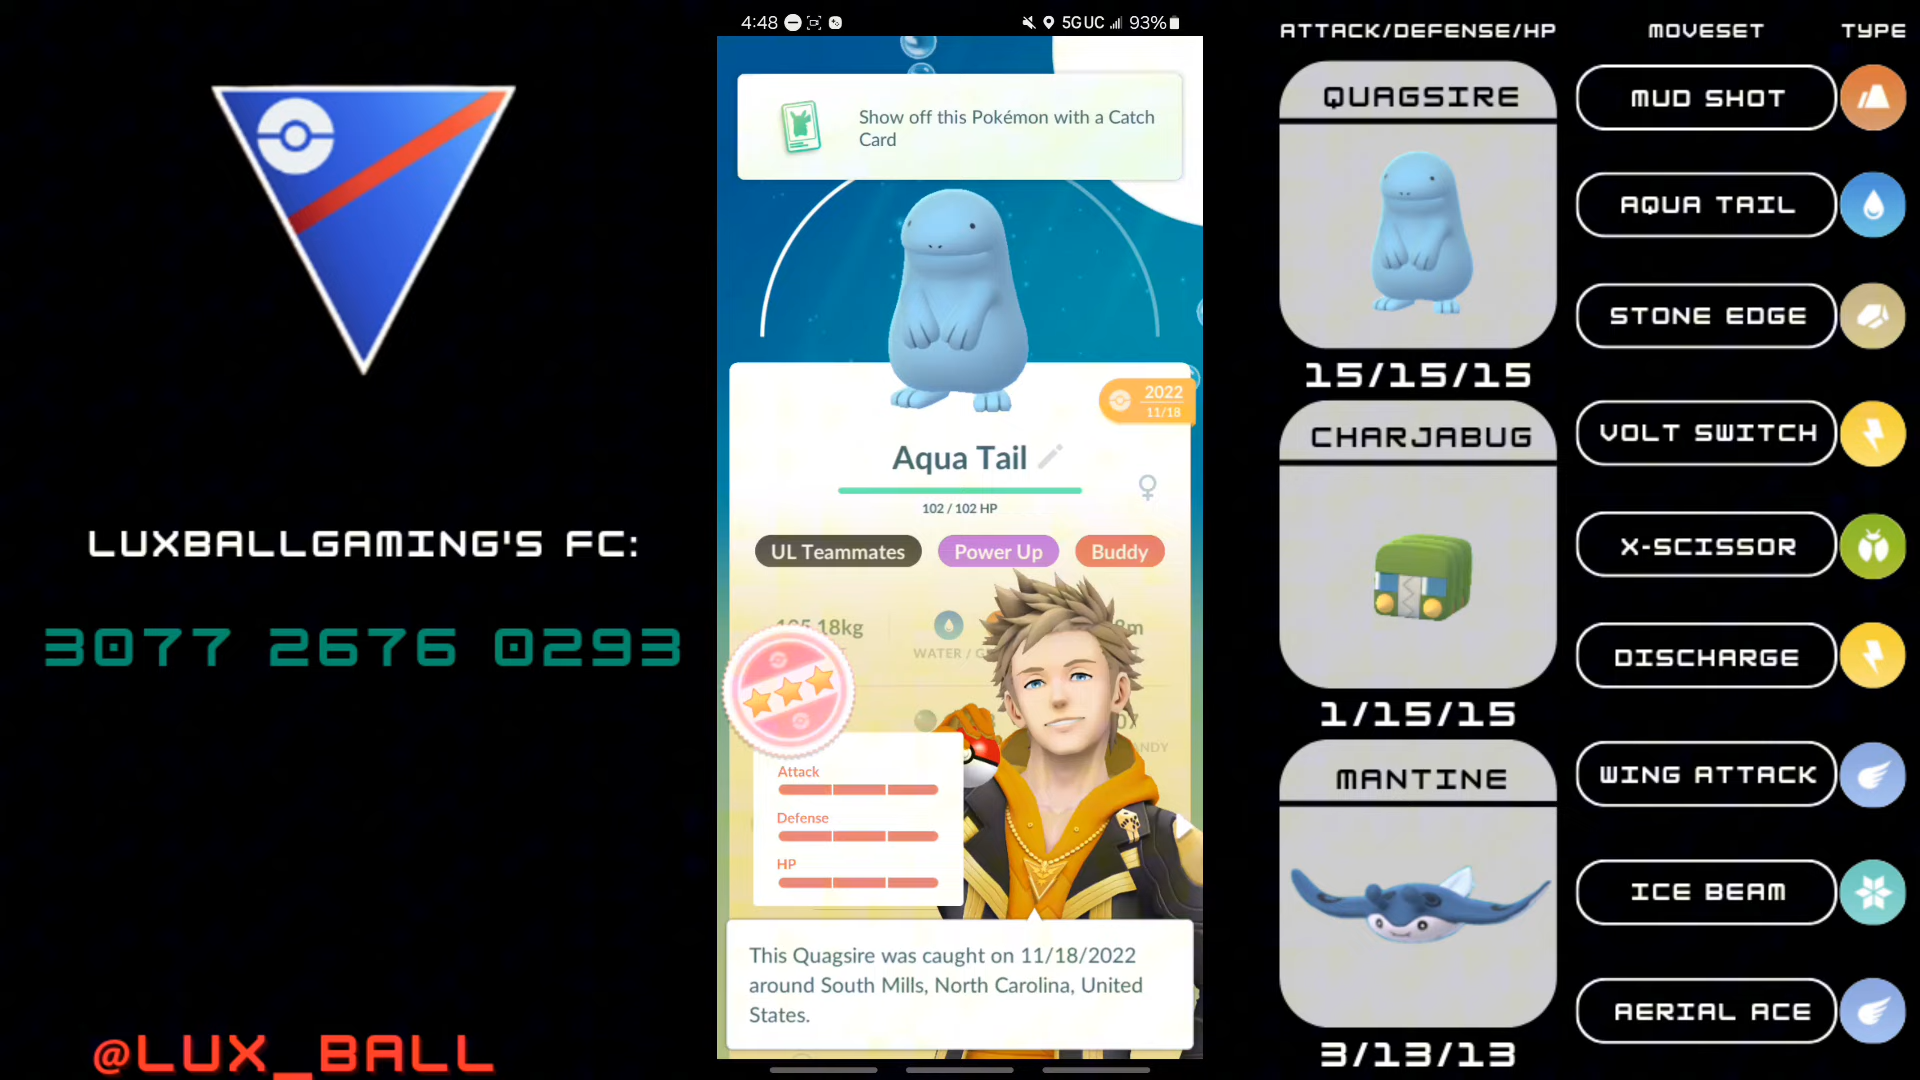 LUXBALLGAMING'S FC:
3077 2676 0293
@LUX_BALL
4:48
5G UC
93%
Show off this Pokémon with a Catch
Card
2022
11/18
Aqua Tail
102 / 102 HP
UL Teammates
Power Up
Buddy
Attack
Defense
HP
This Quagsire was caught on 11/18/2022
around South Mills, North Carolina, United
States.
ATTACK/DEFENSE/HP
MOVESET
TYPE
QUAGSIRE
15/15/15
MUD SHOT
AQUA TAIL
STONE EDGE
CHARJABUG
1/15/15
VOLT SWITCH
X-SCISSOR
DISCHARGE
MANTINE
3/13/13
WING ATTACK
ICE BEAM
AERIAL ACE